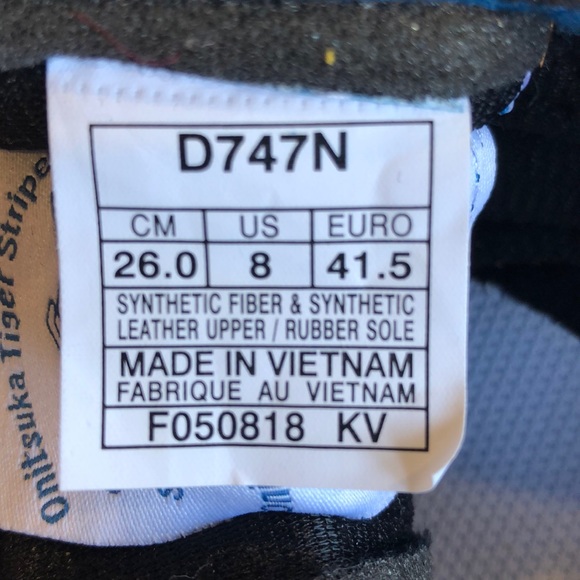 D747N
CM US EURO
26.0 8 41.5
SYNTHETIC FIBER & SYNTHETIC
LEATHER UPPER / RUBBER SOLE
MADE IN VIETNAM
FABRIQUE AU VIETNAM
F050818 KV
Onitsuka Tiger Stripe